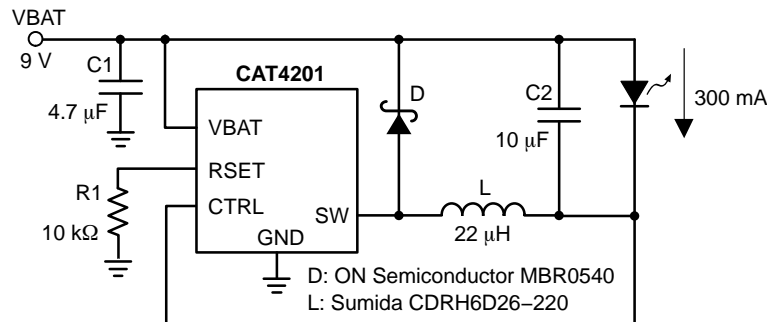 VBAT
9 V
C1
4.7 μF
CAT4201
VBAT
RSET
CTRL
SW
GND
R1
10 kΩ
D
C2
10 μF
300 mA
L
22 μH
D: ON Semiconductor MBR0540
L: Sumida CDRH6D26−220